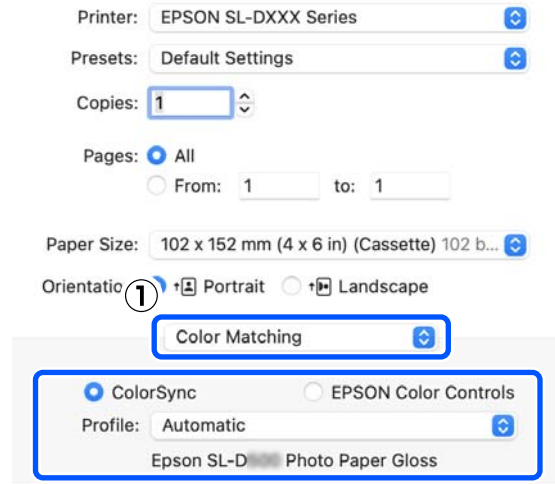 Printer: EPSON SL-DXXX Series
Presets: Default Settings
Copies: 1
Pages: All
From: 1 to: 1
Paper Size: 102 x 152 mm (4 x 6 in) (Cassette) 102 b...
Orientatio Portrait Landscape
1
Color Matching
ColorSync EPSON Color Controls
Profile: Automatic
Epson SL-D Photo Paper Gloss